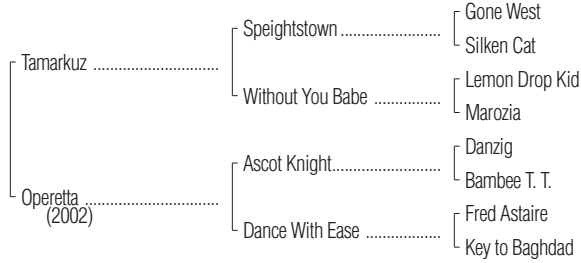 Gone West
Speightstown
Silken Cat
Tamarkuz
Lemon Drop Kid
Without You Babe
Marozia
Danzig
Ascot Knight
Bambee T. T.
Operetta
(2002)
Fred Astaire
Dance With Ease
Key to Baghdad